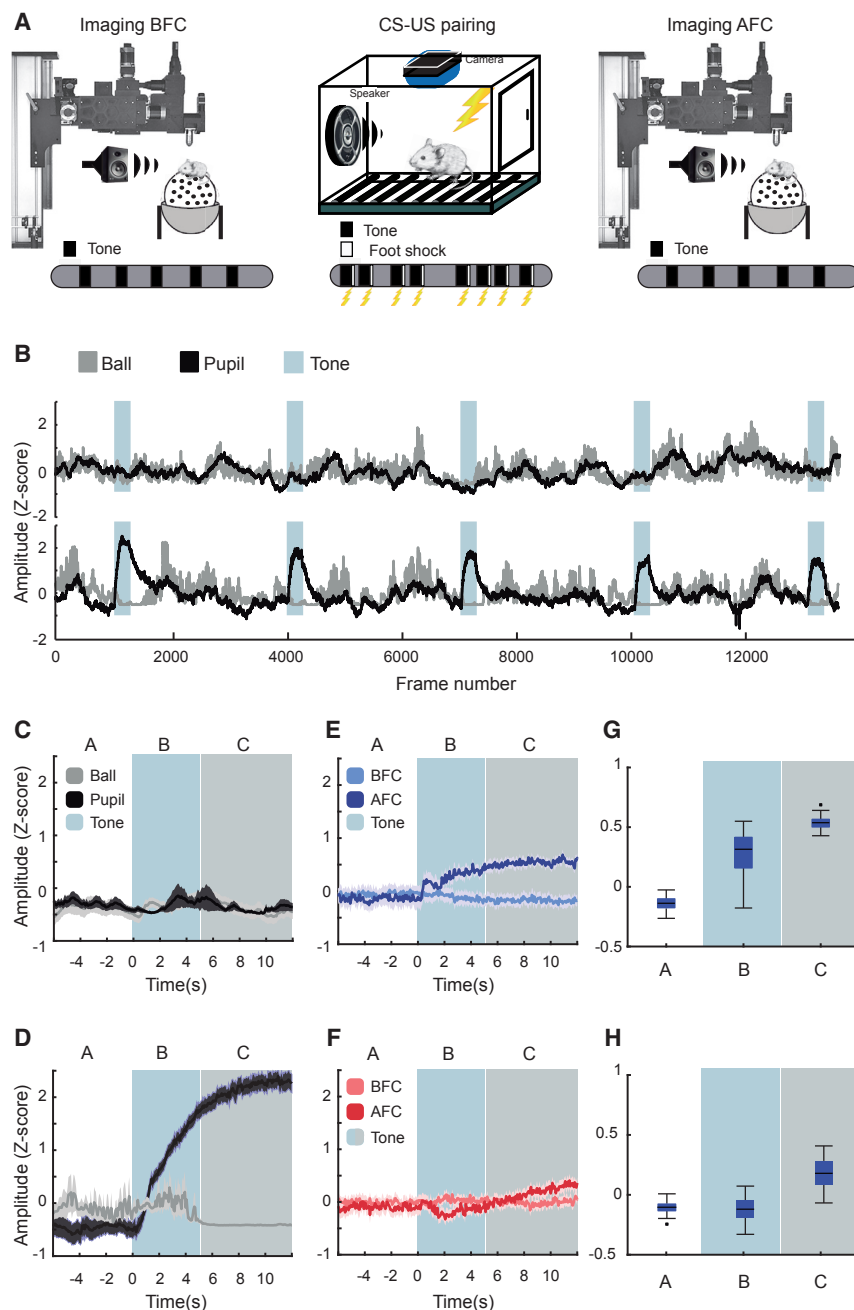 A
Imaging BFC
CS-US pairing
Imaging AFC
Camera
Speaker
Tone
Tone
Foot shock
Tone
B
Ball
Pupil
Tone
Amplitude (Z-score)
2
0
-2
Amplitude (Z-score)
2
0
-2
0
2000
4000
6000
8000
10000
12000
Frame number
C
A
B
C
Ball
Pupil
Tone
Amplitude (Z-score)
2
1
0
-1
-4 -2 0 2 4 6 8 10
Time(s)
E
A
B
C
BFC
AFC
Tone
2
1
0
-1
-4 -2 0 2 4 6 8 10
Time(s)
G
1
0.5
0
-0.5
A
B
C
D
A
B
C
Amplitude (Z-score)
2
1
0
-1
-4 -2 0 2 4 6 8 10
Time(s)
F
A
B
C
BFC
AFC
Tone
2
1
0
-1
-4 -2 0 2 4 6 8 10
Time(s)
H
1
0.5
0
-0.5
A
B
C